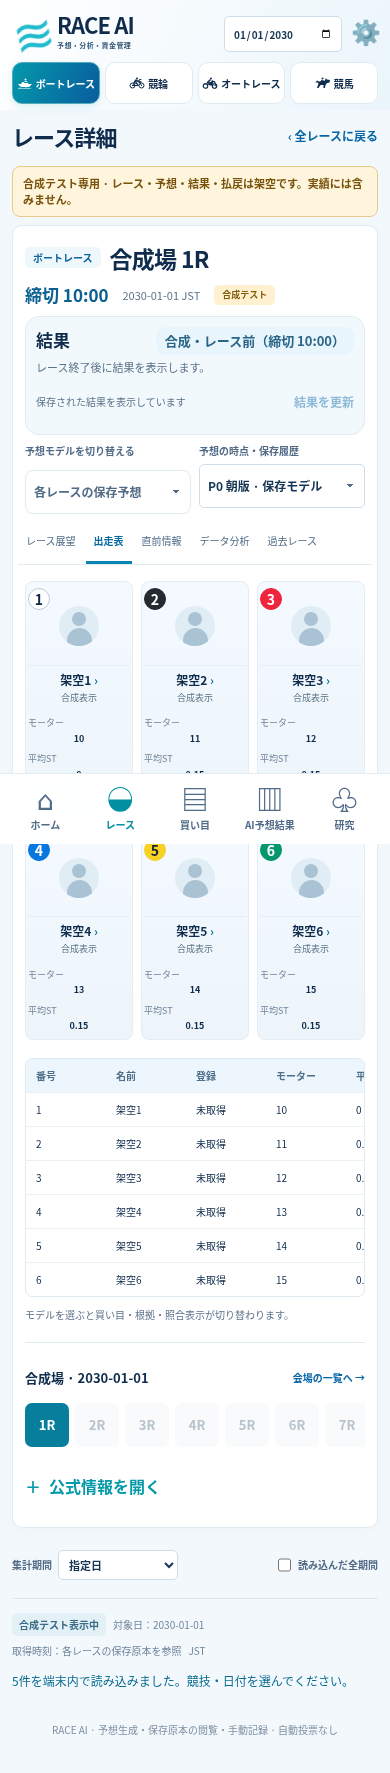 RACE AI
予想・分析・資金管理
01/01/2030
ボートレース
競輪
オートレース
競馬
レース詳細
‹ 全レースに戻る
合成テスト専用 · レース・予想・結果・払戻は架空です。実績には含
みません。
ボートレース 合成場 1R
締切 10:00 2030-01-01 JST 合成テスト
結果
合成・レース前（締切 10:00）
レース終了後に結果を表示します。
保存された結果を表示しています
結果を更新
予想モデルを切り替える
予想の時点・保存履歴
各レースの保存予想
P0 朝版 · 保存モデル
レース展望 出走表 直前情報 データ分析 過去レース
1 2 3
架空1 › 架空2 › 架空3 ›
合成表示 合成表示 合成表示
モーター モーター モーター
10 11 12
平均ST 平均ST 平均ST
ホーム レース 買い目 AI予想結果 研究
4 5 6
架空4 › 架空5 › 架空6 ›
合成表示 合成表示 合成表示
モーター モーター モーター
13 14 15
平均ST 平均ST 平均ST
0.15 0.15 0.15
番号 名前 登録 モーター 平
1 架空1 未取得 10 0
2 架空2 未取得 11 0.
3 架空3 未取得 12 0.
4 架空4 未取得 13 0.
5 架空5 未取得 14 0.
6 架空6 未取得 15 0.
モデルを選ぶと買い目・根拠・照合表示が切り替わります。
合成場 · 2030-01-01
会場の一覧へ →
1R 2R 3R 4R 5R 6R 7R
＋ 公式情報を開く
集計期間 指定日 読み込んだ全期間
合成テスト表示中 対象日：2030-01-01
取得時刻：各レースの保存原本を参照 JST
5件を端末内で読み込みました。競技・日付を選んでください。
RACE AI · 予想生成・保存原本の閲覧・手動記録 · 自動投票なし